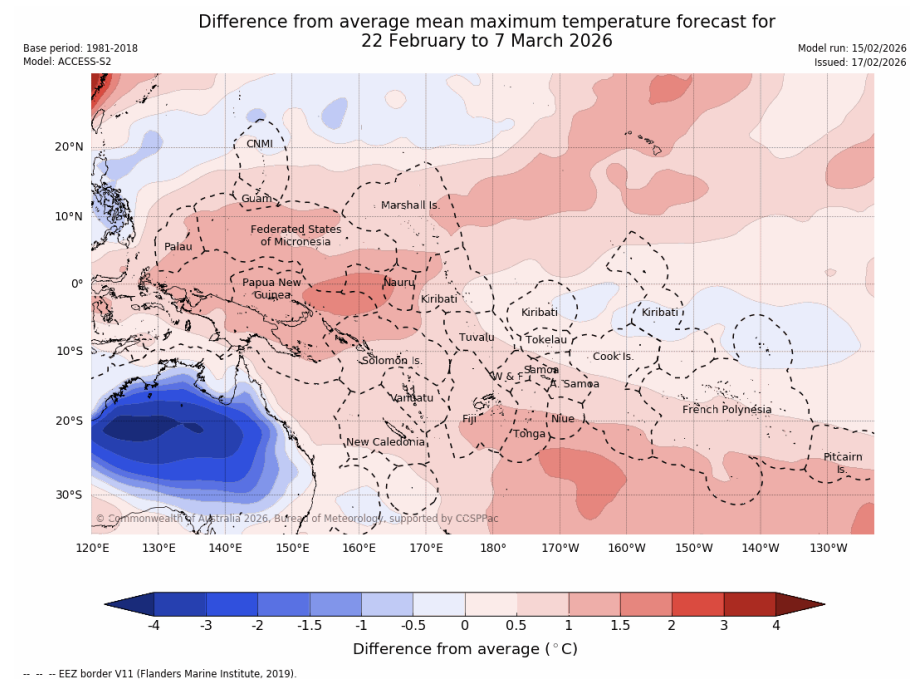 Difference from average mean maximum temperature forecast for
22 February to 7 March 2026
Base period: 1981-2018
Model: ACCESS-S2
Model run: 15/02/2026
Issued: 17/02/2026
20°N
10°N
0°
10°S
20°S
30°S
CNMI
Guam
Marshall Is.
Federated States
of Micronesia
Palau
Papua New
Guinea
Nauru
Kiribati
Kiribati
Kiribati
Tuvalu
Tokelau
Solomon Is.
Cook Is.
W & F
Samoa
A. Samoa
Vanuatu
French Polynesia
Fiji
Niue
Tonga
New Caledonia
Pitcairn
Is.
© Commonwealth of Australia 2026, Bureau of Meteorology, supported by COSPPac
120°E 130°E 140°E 150°E 160°E 170°E 180° 170°W 160°W 150°W 140°W 130°W
-4 -3 -2 -1.5 -1 -0.5 0 0.5 1 1.5 2 3 4
Difference from average (°C)
-- -- -- EEZ border V11 (Flanders Marine Institute, 2019).